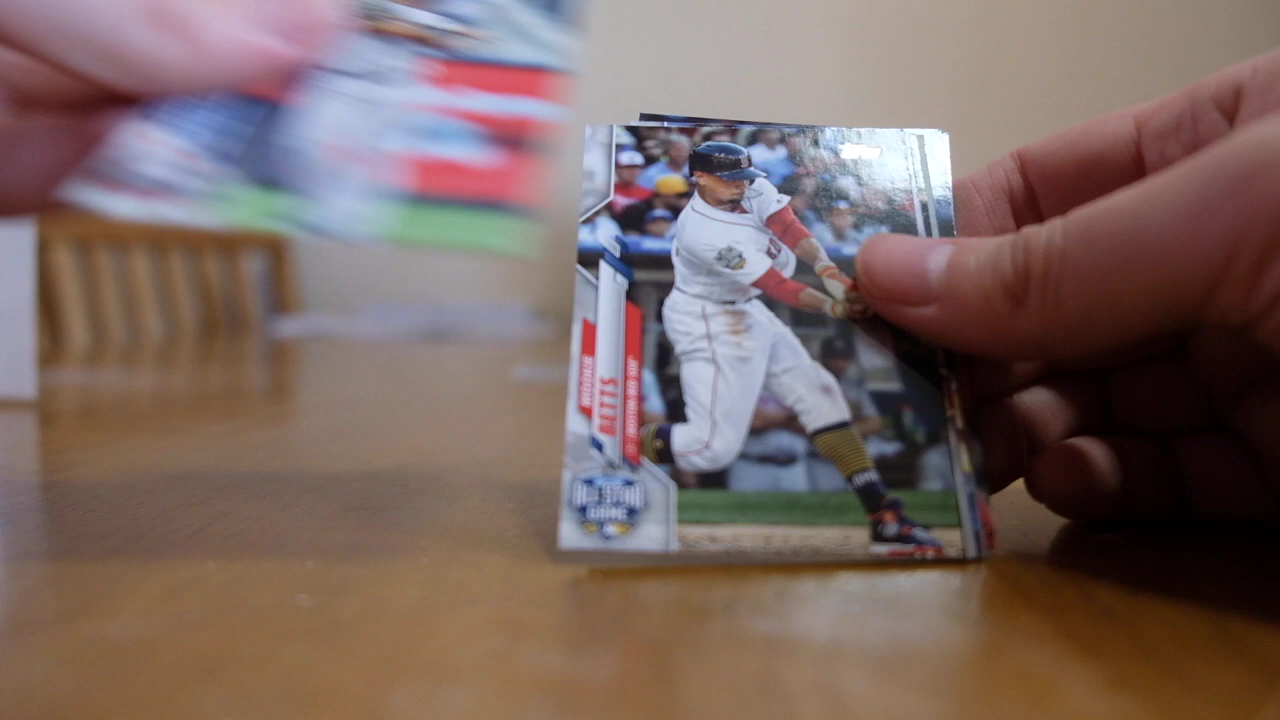 MOOKIE
BETTS
BOSTON RED SOX
ALL-STAR
GAME